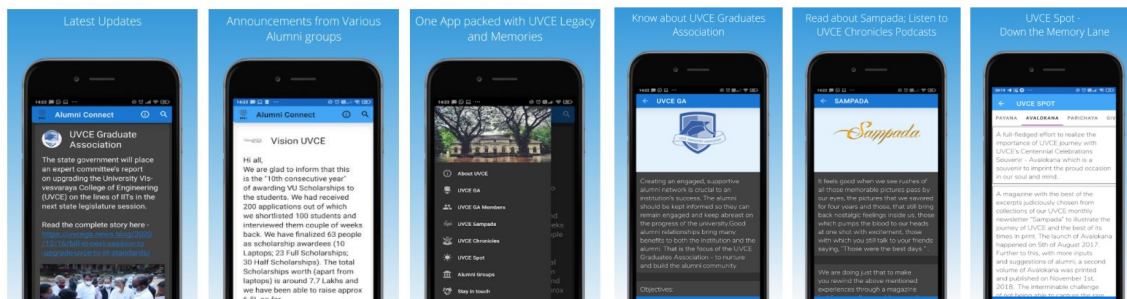 Latest Updates
Alumni Connect
UVCE Graduate
Association
The state government will place
an expert committee's report
on upgrading the University Vis-
vesvaraya College of Engineering
(UVCE) on the lines of IITs in the
next state legislature session.
Read the complete story here -
Announcements from Various
Alumni groups
Alumni Connect
Vision UVCE
Hi all,
We are glad to inform that this
is the "10th consecutive year"
of awarding VU Scholarships to
the students. We had received
200 applications out of which
we shortlisted 100 students and
interviewed them couple of weeks
back. We have finalized 63 people
as scholarship awardees (10
Laptops; 23 Full Scholarships;
30 Half Scholarships). The total
Scholarships worth (apart from
laptops) is around 7.7 Lakhs and
we have been able to raise approx
One App packed with UVCE Legacy
and Memories
About UVCE
UVCE GA
UVCE GA Members
UVCE Sampada
UVCE Chronicles
UVCE Spot
Alumni Groups
Stay in touch
Know about UVCE Graduates
Association
UVCE GA
Creating an engaged, supportive
alumni network is crucial to an
institution's success. The alumni
should be kept informed so they can
remain engaged and keep abreast on
the progress of the university.Good
alumni relationships bring many
benefits to both the institution and the
alumni. That is the focus of the UVCE
Graduates Association - to nurture
and build the alumni community
Objectives:
Read about Sampada; Listen to
UVCE Chronicles Podcasts
SAMPADA
Sampada
It feels good when we see rushes of
all those memorable pictures pass by
our eyes, the pictures that we savored
for four years and those, that still bring
back nostalgic feelings inside us, those
which pumps the blood to our heads
at one shot with excitement, those
with which you still talk to your friends
saying, "Those were the best days ".
We are doing just that to make
you rewind the above mentioned
experiences through a magazine
UVCE Spot -
Down the Memory Lane
UVCE SPOT
PAYANA AVALOKANA PARICHAYA GIV
A full-fledged effort to realize the
importance of UVCE journey with
UVCE's Centennial Celebrations
Souvenir - Avalokana which is a
souvenir to imprint the proud occasion
in our soul and mind.
A magazine with the best of the
excerpts judiciously chosen from
collections of our UVCE monthly
newsletter "Sampada" to illustrate the
journey of UVCE and the best of its
times in print. The launch of Avalokana
happened on 5th of August 2017.
Further to this, with more inputs
and suggestions of alumni, a second
volume of Avalokana was printed
and published on November 1st,
2018. The interminable challenge